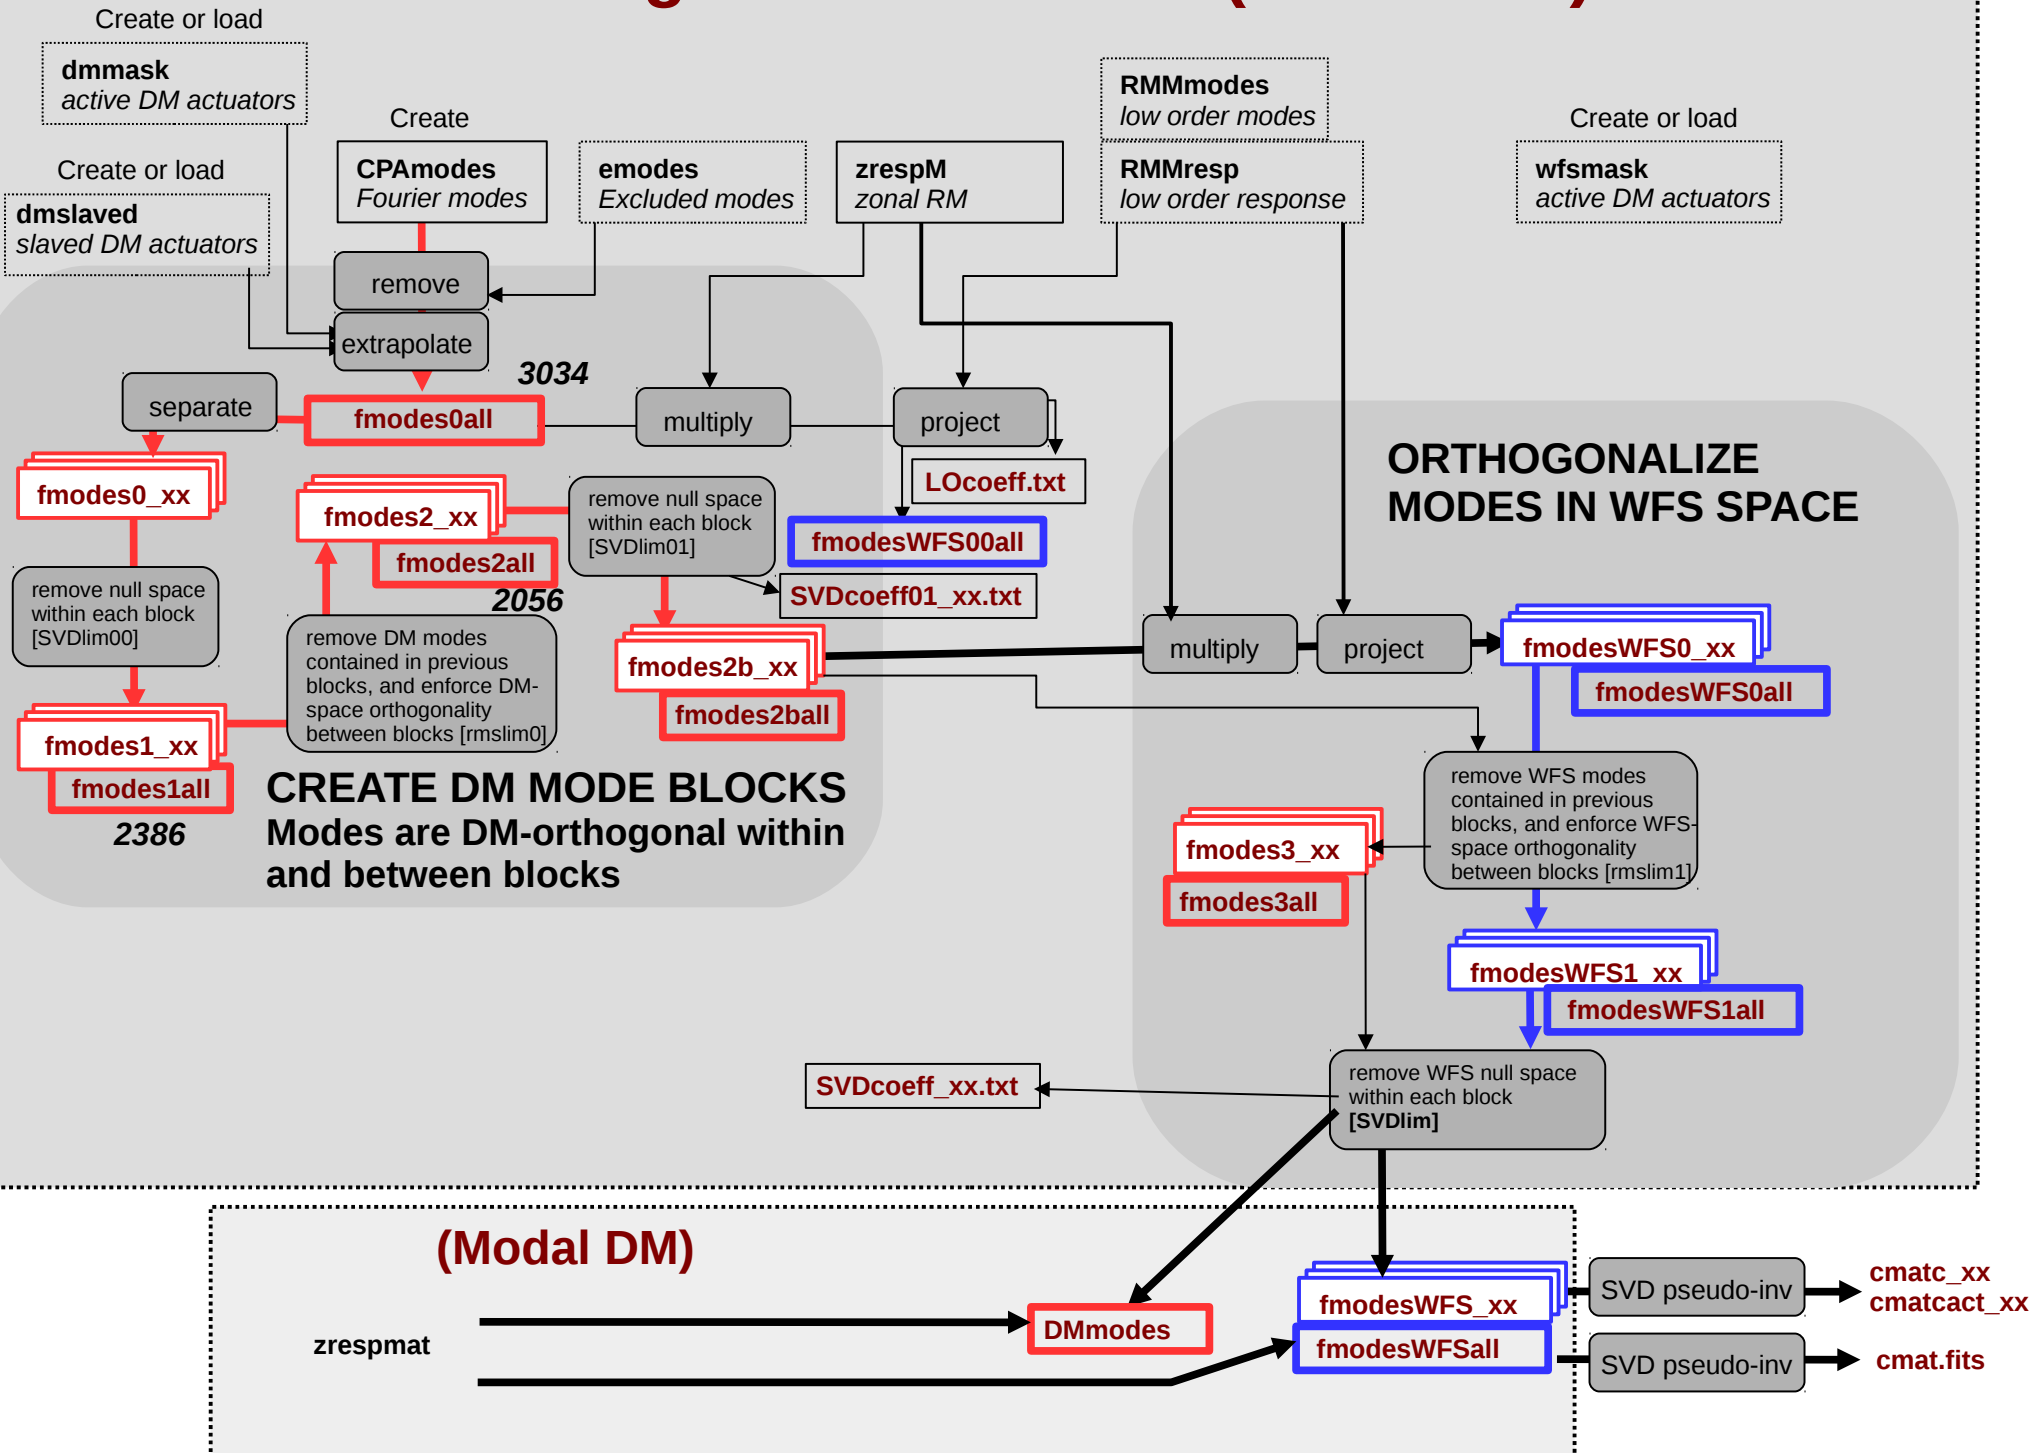 Create or load
dmmask
active DM actuators
Create
RMMmodes
low order modes
Create or load
Create or load
CPAmodes
Fourier modes
emodes
Excluded modes
zrespM
zonal RM
RMMresp
low order response
wfsmask
active DM actuators
dmslaved
slaved DM actuators
remove
extrapolate
3034
separate
fmodes0all
multiply
project
LOcoeff.txt
ORTHOGONALIZE
MODES IN WFS SPACE
fmodes0_xx
fmodes2_xx
fmodes2all
2056
remove null space
within each block
[SVDlim01]
fmodesWFS00all
SVDcoeff01_xx.txt
remove null space
within each block
[SVDlim00]
remove DM modes
contained in previous
blocks, and enforce DM-
space orthogonality
between blocks [rmslim0]
fmodes2b_xx
fmodes2ball
multiply
project
fmodesWFS0_xx
fmodesWFS0all
fmodes1_xx
fmodes1all
2386
CREATE DM MODE BLOCKS
Modes are DM-orthogonal within
and between blocks
remove WFS modes
contained in previous
blocks, and enforce WFS-
space orthogonality
between blocks [rmslim1]
fmodes3_xx
fmodes3all
fmodesWFS1_xx
fmodesWFS1all
SVDcoeff_xx.txt
remove WFS null space
within each block
[SVDlim]
(Modal DM)
zrespmat
DMmodes
fmodesWFS_xx
fmodesWFSall
SVD pseudo-inv
cmatc_xx
cmatcact_xx
SVD pseudo-inv
cmat.fits